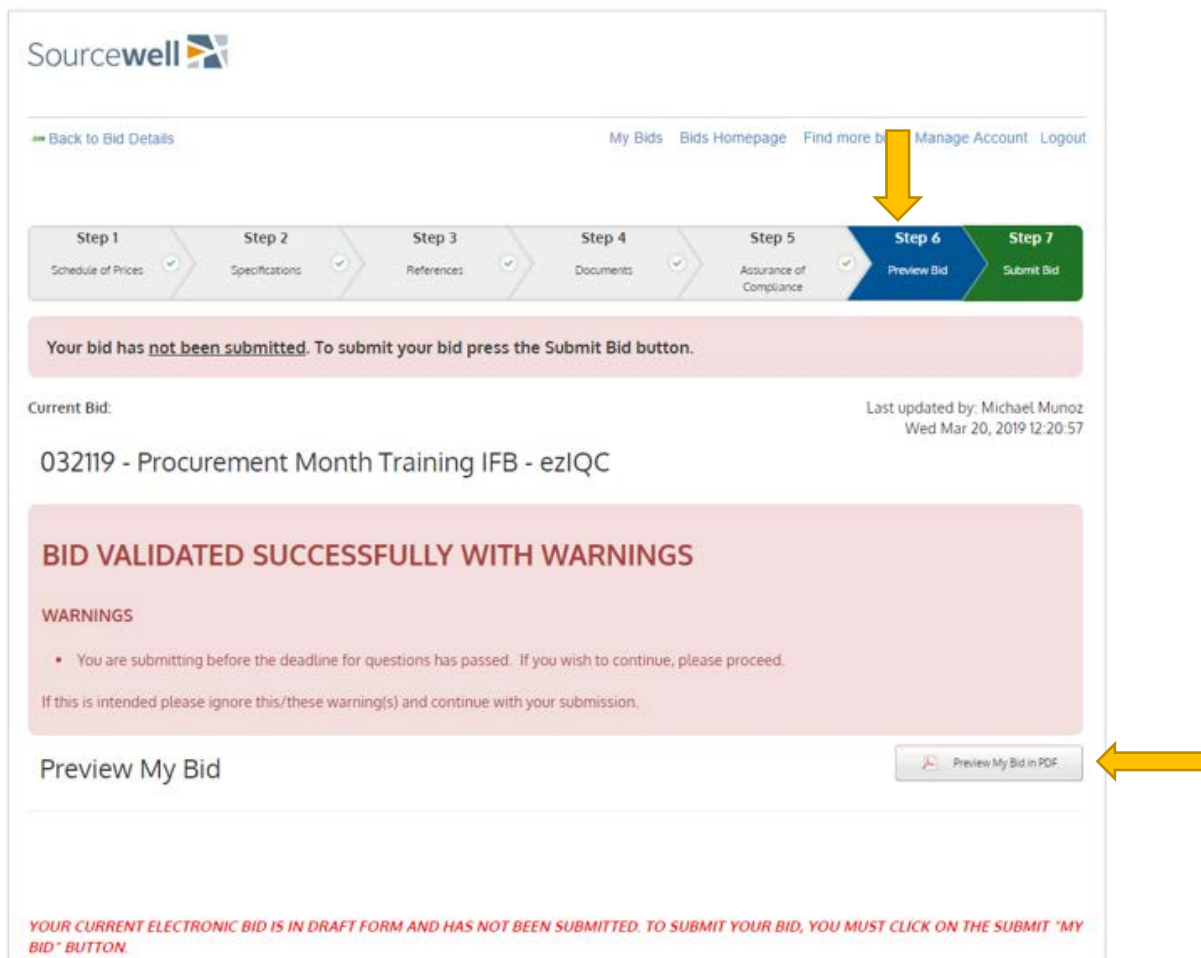 Sourcewell
Back to Bid Details
My Bids Bids Homepage Find more Manage Account Logout
Step 1 Step 2 Step 3 Step 4 Step 5 Step 6 Step 7
Schedule of Prices Specifications References Documents Assurance of Compliance Preview Bid Submit Bid
Your bid has not been submitted. To submit your bid press the Submit Bid button.
Current Bid:
Last updated by: Michael Munoz
Wed Mar 20, 2019 12:20:57
032119 - Procurement Month Training IFB - ezIQC
BID VALIDATED SUCCESSFULLY WITH WARNINGS
WARNINGS
• You are submitting before the deadline for questions has passed. If you wish to continue, please proceed.
If this is intended please ignore this/these warning(s) and continue with your submission.
Preview My Bid
Preview My Bid in PDF
YOUR CURRENT ELECTRONIC BID IS IN DRAFT FORM AND HAS NOT BEEN SUBMITTED. TO SUBMIT YOUR BID, YOU MUST CLICK ON THE SUBMIT "MY
BID" BUTTON.